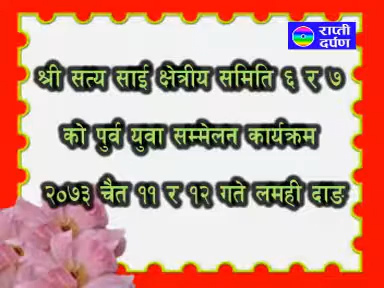 राप्ती
दर्पण
श्री सत्य साई क्षेत्रीय समिति ६ र ७
को पुर्व युवा सम्मेलन कार्यक्रम
२०७३ चैत ११ र १२ गते लमही दाङ